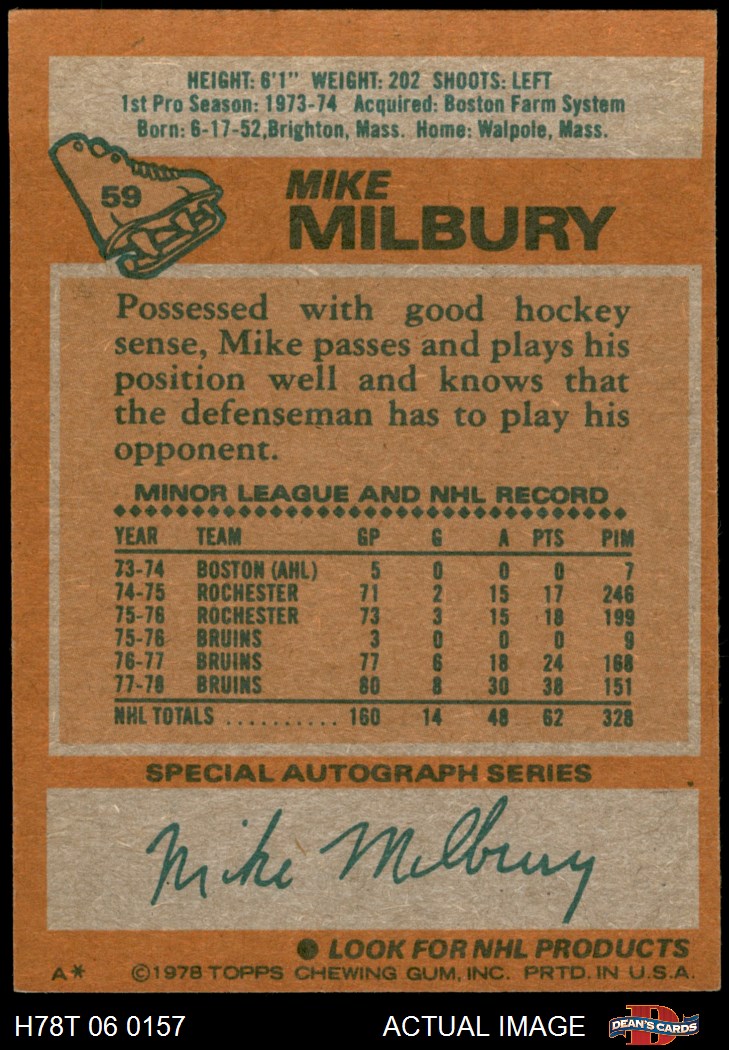 HEIGHT: 6'1" WEIGHT: 202 SHOOTS: LEFT
1st Pro Season: 1973-74 Acquired: Boston Farm System
Born: 6-17-52, Brighton, Mass. Home: Walpole, Mass.
59
MIKE
MILBURY
Possessed with good hockey
sense, Mike passes and plays his
position well and knows that
the defenseman has to play his
opponent.
MINOR LEAGUE AND NHL RECORD
YEAR TEAM GP G A PTS PIM
73-74 BOSTON (AHL) 5 0 0 0 7
74-75 ROCHESTER 71 2 15 17 246
75-76 ROCHESTER 73 3 15 18 199
75-76 BRUINS 3 0 0 0 9
76-77 BRUINS 77 6 18 24 168
77-78 BRUINS 80 8 30 38 151
NHL TOTALS .......... 160 14 48 62 328
SPECIAL AUTOGRAPH SERIES
Mike Milbury
● LOOK FOR NHL PRODUCTS
A* ©1978 TOPPS CHEWING GUM, INC. PRTD. IN U.S.A.
H78T 06 0157 ACTUAL IMAGE DEAN'S CARDS